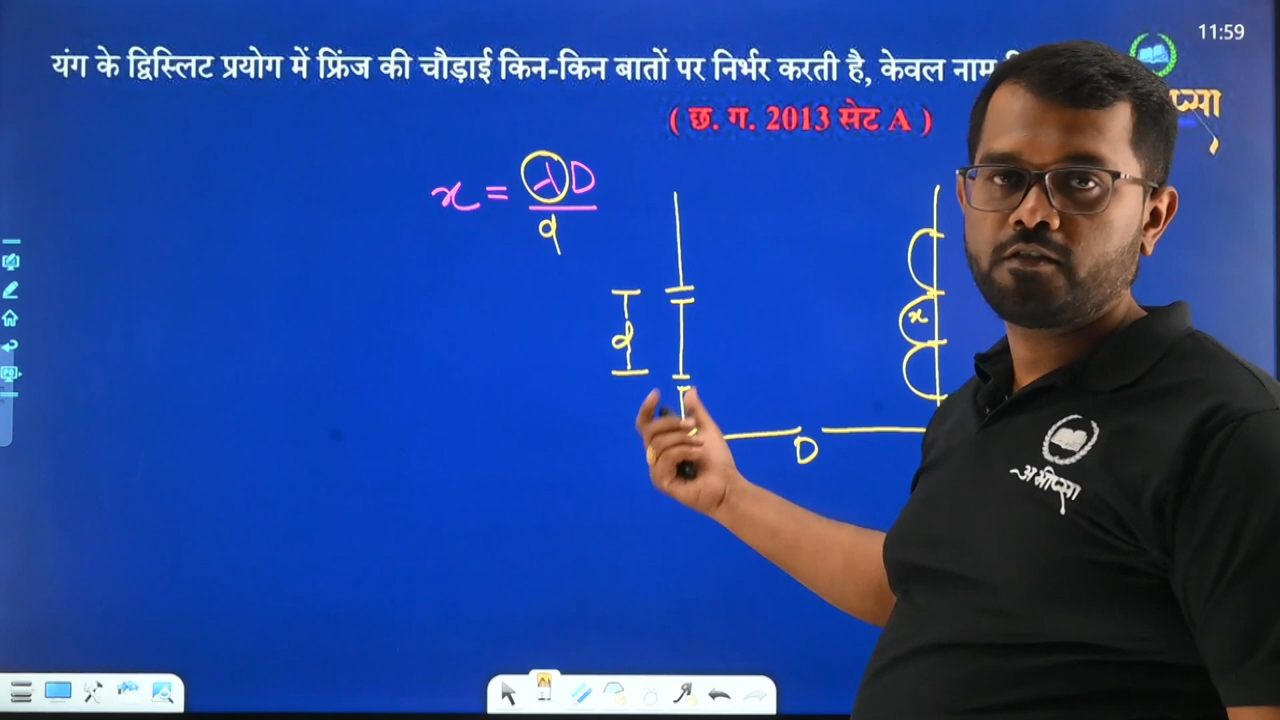 11:59
यंग के द्विस्लिट प्रयोग में फ्रिंज की चौड़ाई किन-किन बातों पर निर्भर करती है, केवल नाम
प्सा
( छ. ग. 2013 सेट A )
x = λD
d
x
d
D
अभीप्सा